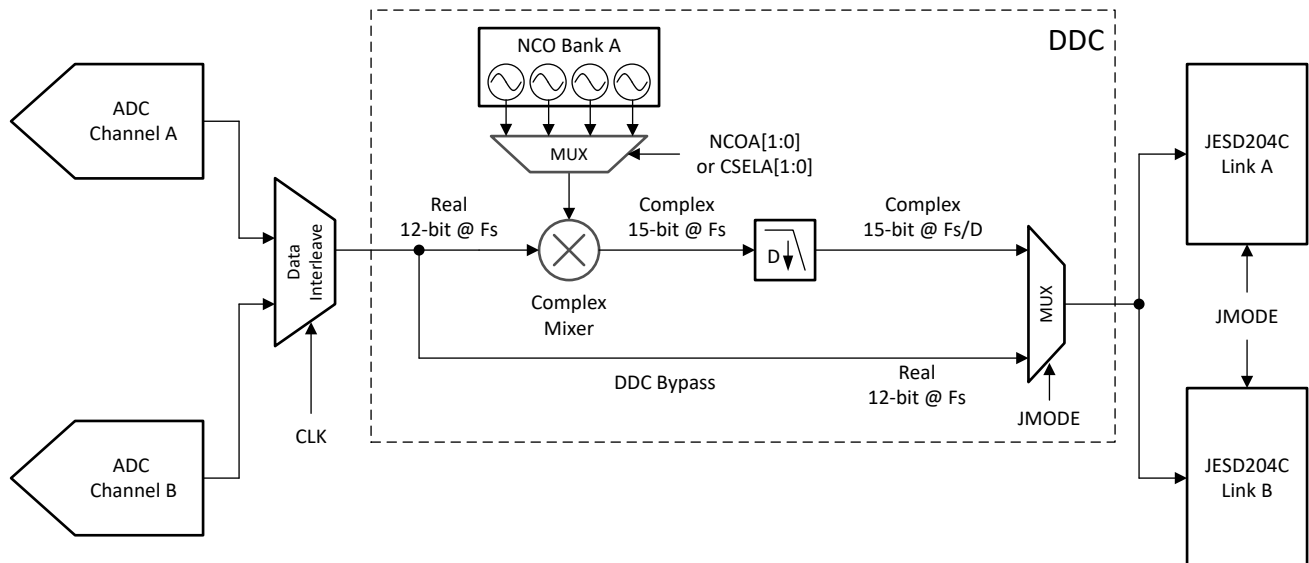 NCO Bank A
DDC
ADC
Channel A
MUX
NCOA[1:0]
or CSELA[1:0]
JESD204C
Link A
Data
Interleave
Real
12-bit @ Fs
Complex
15-bit @ Fs
D
Complex
15-bit @ Fs/D
MUX
Complex
Mixer
JMODE
DDC Bypass
Real
12-bit @ Fs
JMODE
CLK
ADC
Channel B
JESD204C
Link B